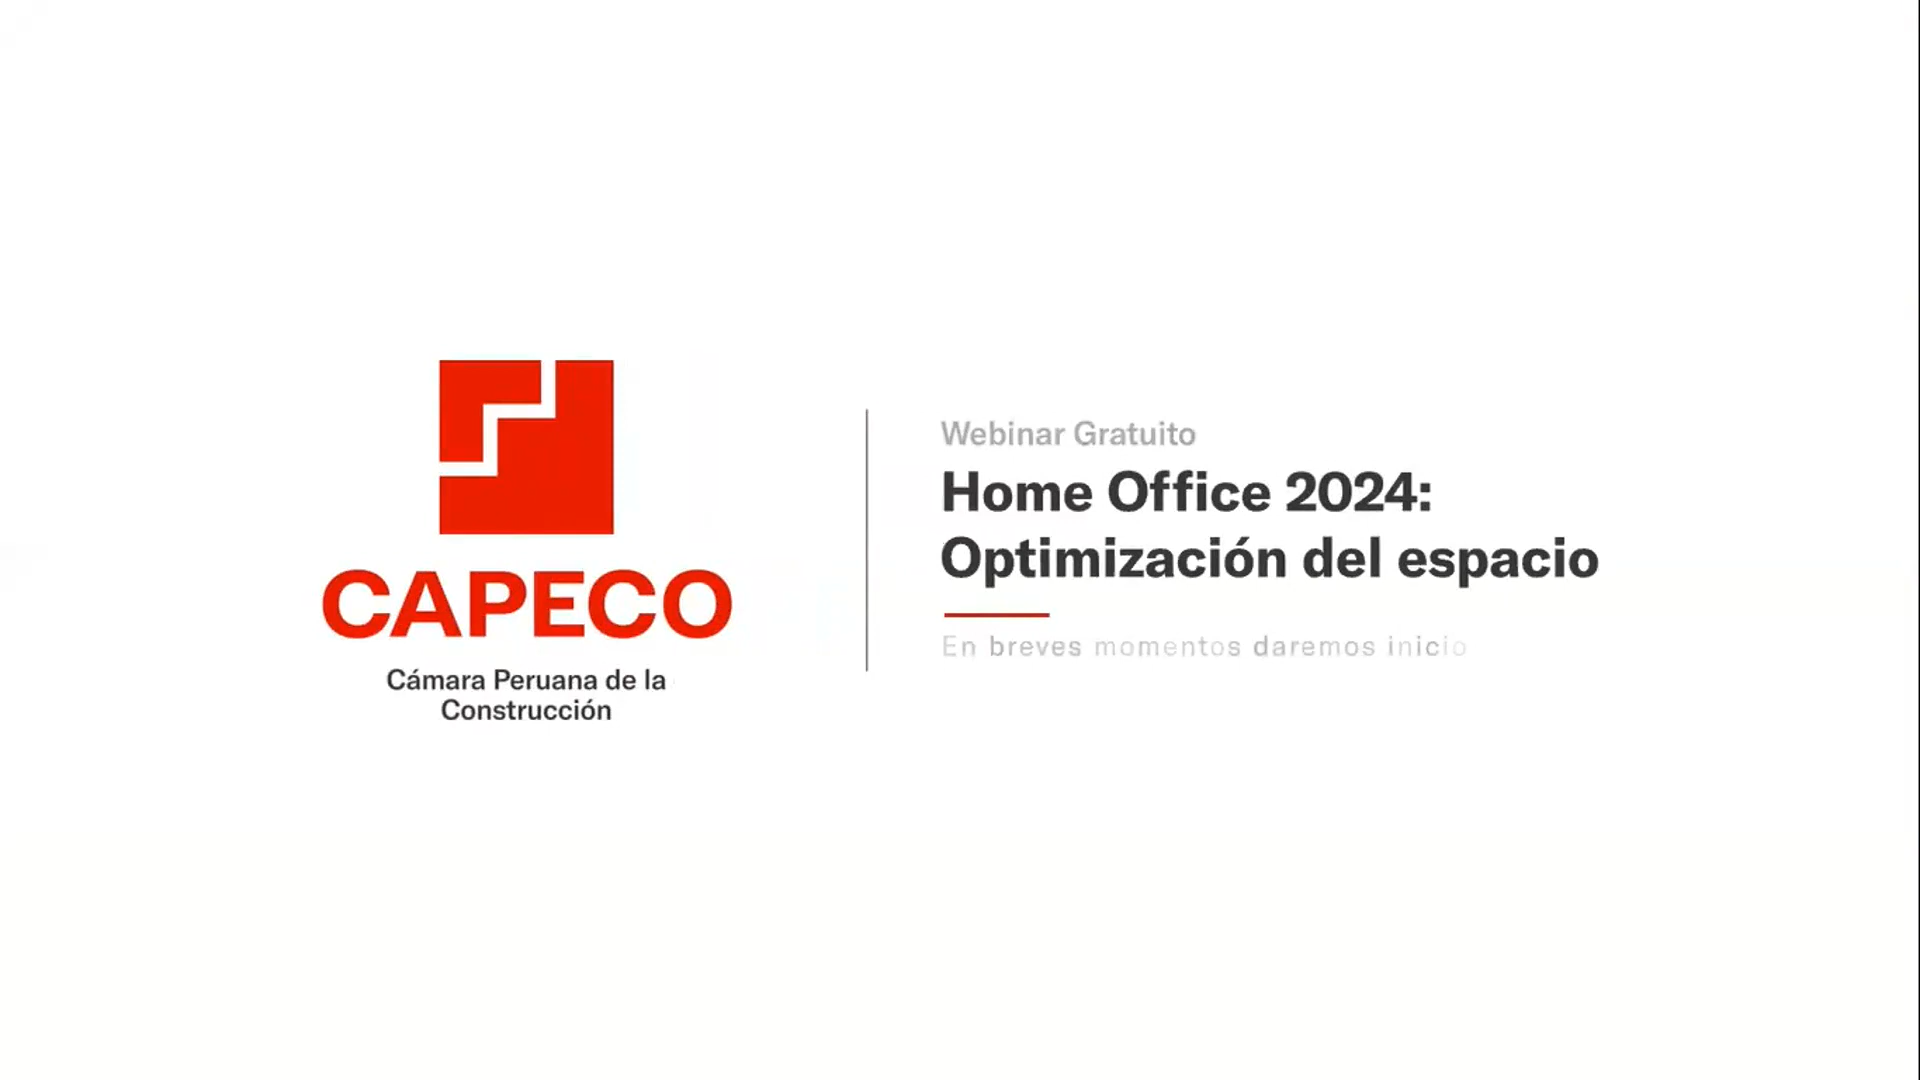 CAPECO
Cámara Peruana de la
Construcción
Webinar Gratuito
Home Office 2024:
Optimización del espacio
En breves momentos daremos inicio